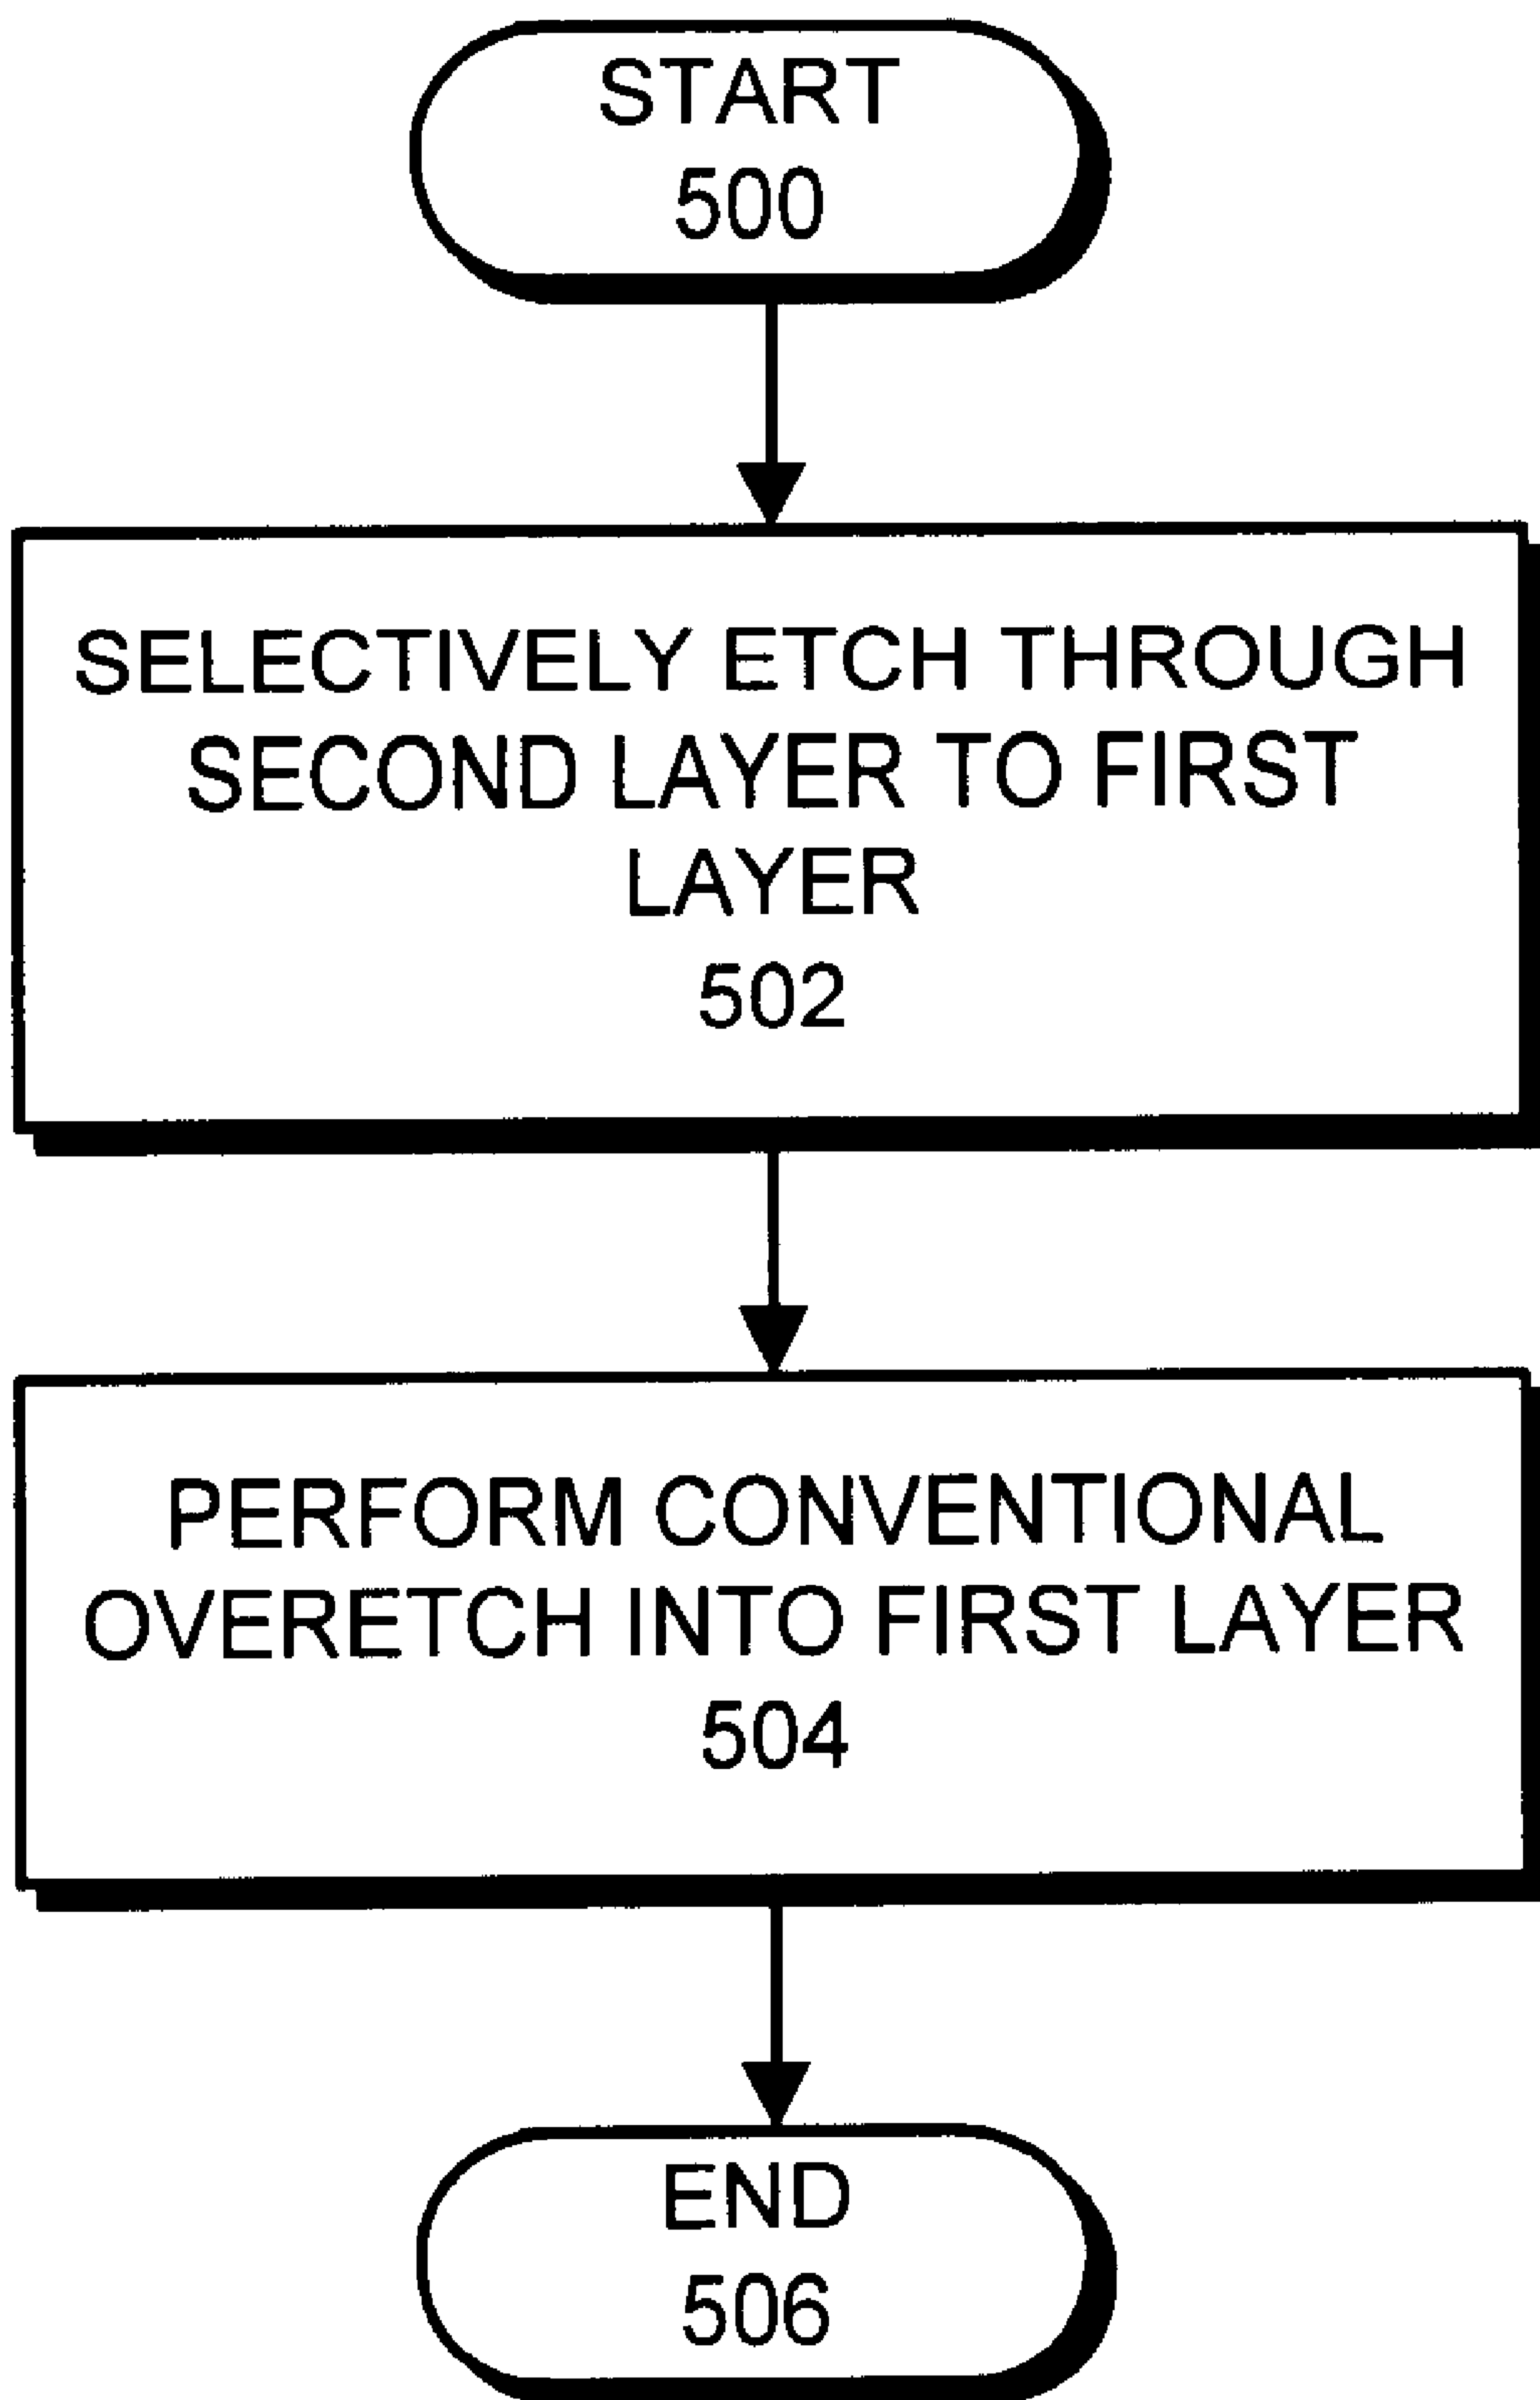 START
500
SELECTIVELY ETCH THROUGH
SECOND LAYER TO FIRST
LAYER
502
PERFORM CONVENTIONAL
OVERETCH INTO FIRST LAYER
504
END
506